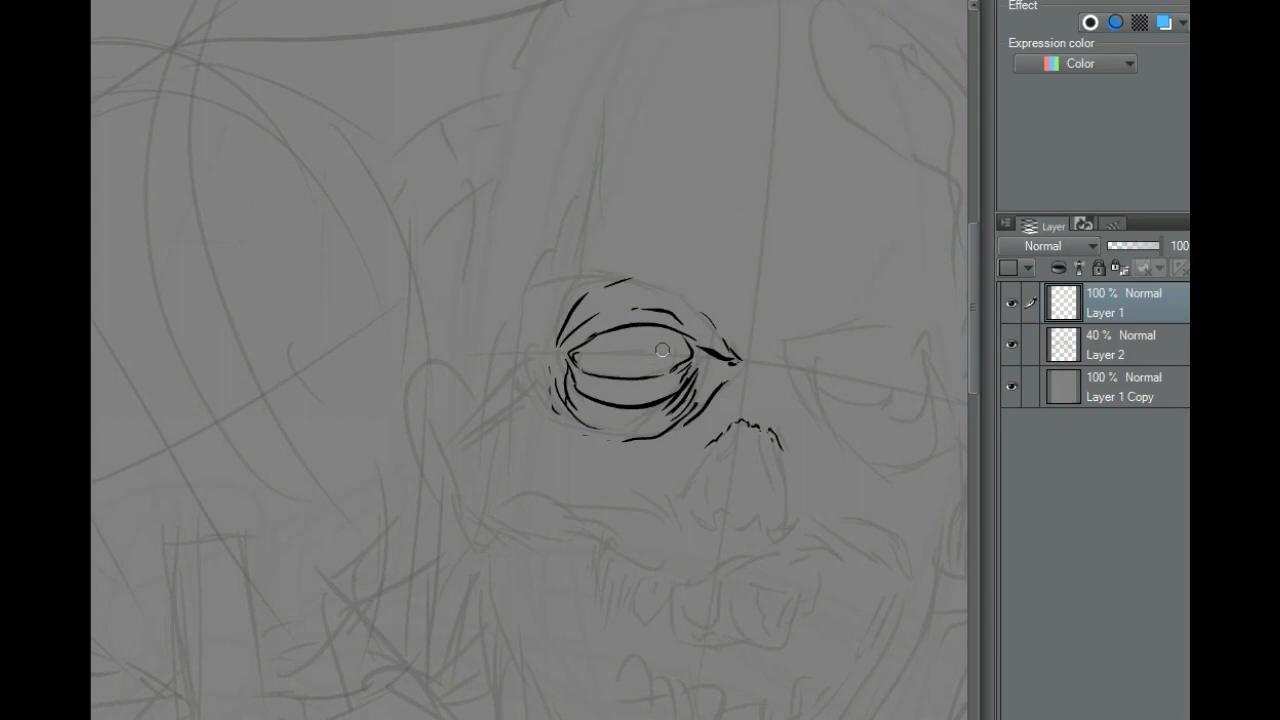 Effect
Expression color
Color
Layer
Normal
100
100 % Normal
Layer 1
40 % Normal
Layer 2
100 % Normal
Layer 1 Copy